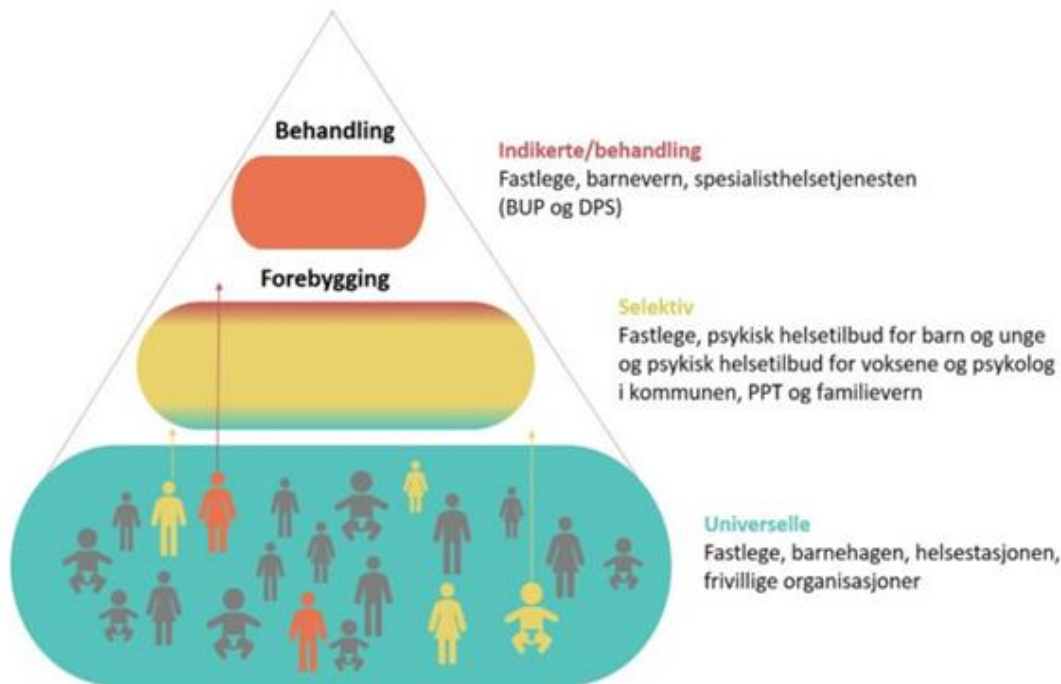 Behandling
Indikerte/behandling
Fastlege, barnevern, spesialisthelsetjenesten
(BUP og DPS)
Forebygging
Selektiv
Fastlege, psykisk helsetilbud for barn og unge
og psykisk helsetilbud for voksene og psykolog
i kommunen, PPT og familievern
Universelle
Fastlege, barnehagen, helsestasjonen,
frivillige organisasjoner